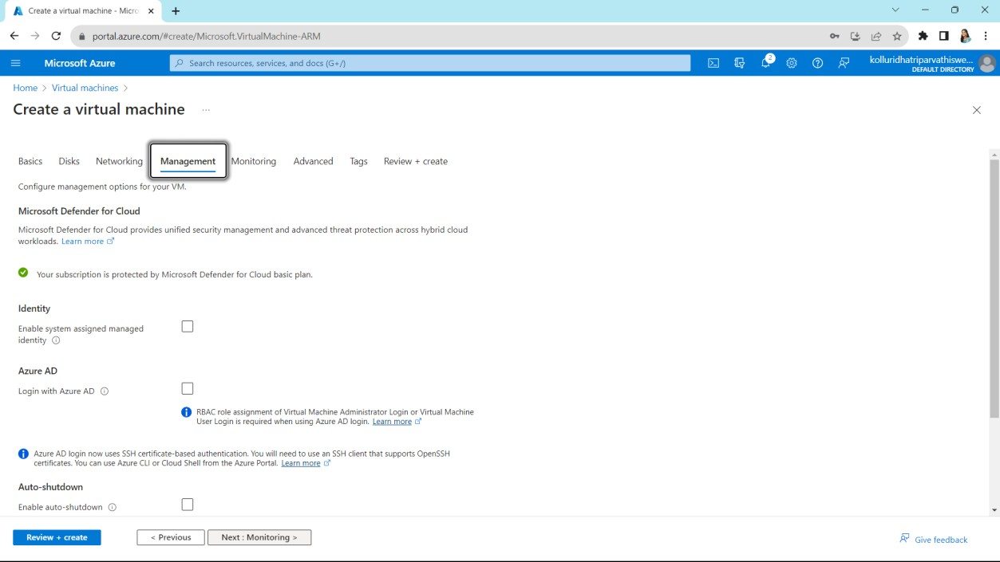 Create a virtual machine - Micro
portal.azure.com/#create/Microsoft.VirtualMachine-ARM
Microsoft Azure
Search resources, services, and docs (G+/)
2
kolluridhatriparvathiswe...
DEFAULT DIRECTORY
Home > Virtual machines >
Create a virtual machine ...
Basics Disks Networking Management Monitoring Advanced Tags Review + create
Configure management options for your VM.
Microsoft Defender for Cloud
Microsoft Defender for Cloud provides unified security management and advanced threat protection across hybrid cloud
workloads. Learn more
Your subscription is protected by Microsoft Defender for Cloud basic plan.
Identity
Enable system assigned managed
identity
Azure AD
Login with Azure AD
RBAC role assignment of Virtual Machine Administrator Login or Virtual Machine
User Login is required when using Azure AD login. Learn more
Azure AD login now uses SSH certificate-based authentication. You will need to use an SSH client that supports OpenSSH
certificates. You can use Azure CLI or Cloud Shell from the Azure Portal. Learn more
Auto-shutdown
Enable auto-shutdown
Review + create
< Previous
Next : Monitoring >
Give feedback